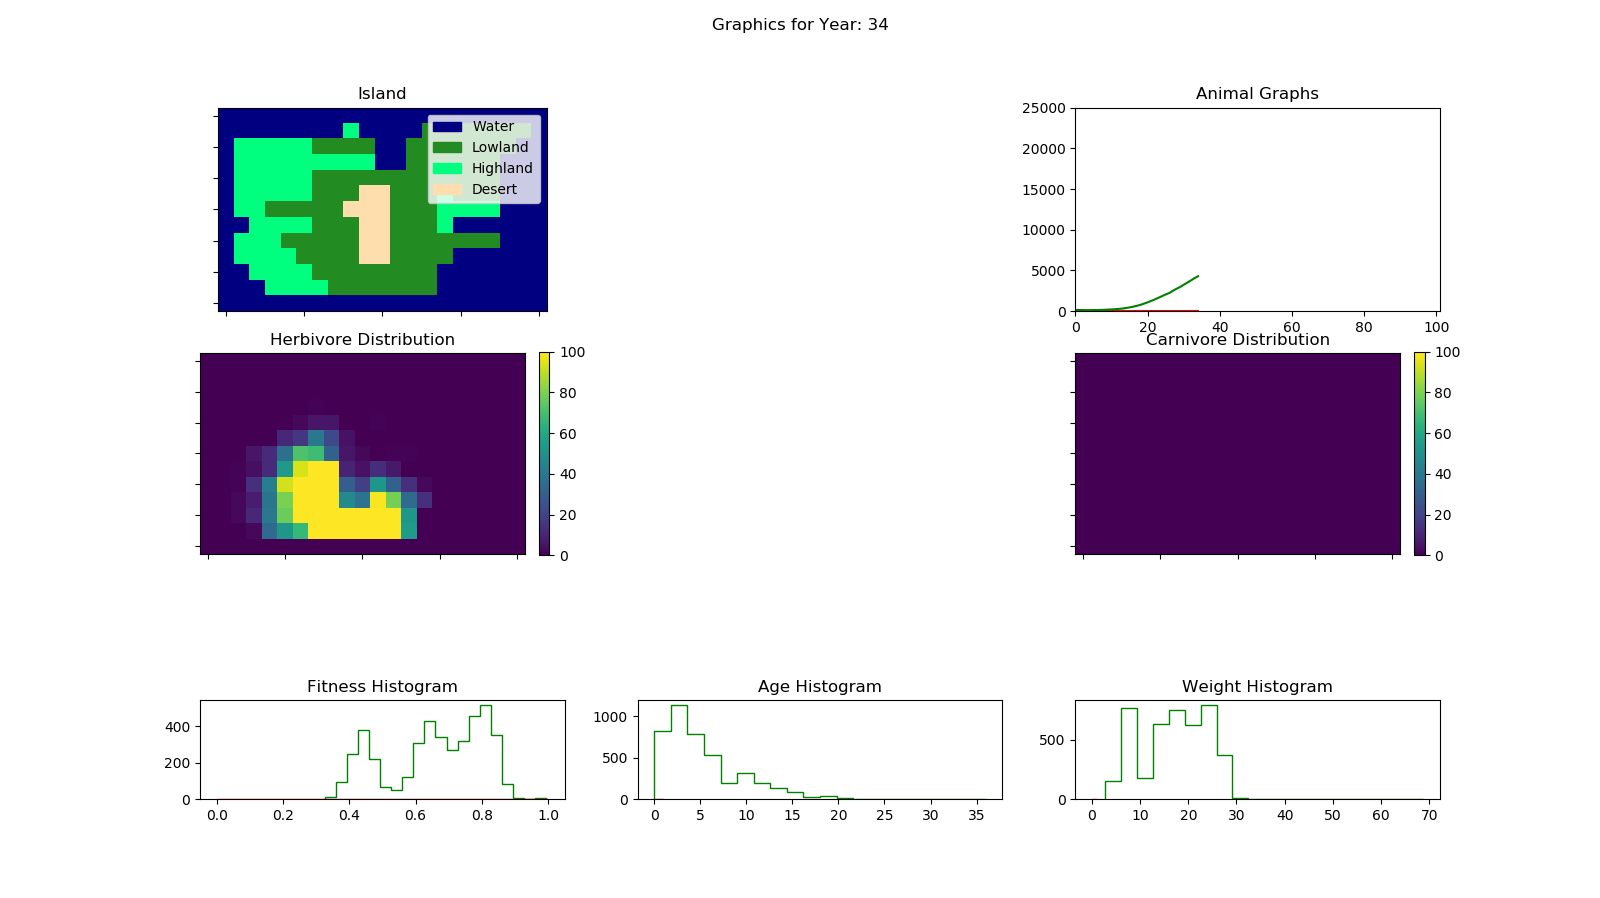 Graphics for Year: 34
Island
Water
Lowland
Highland
Desert
Animal Graphs
25000
20000
15000
10000
5000
0
0 20 40 60 80 100
Herbivore Distribution
100
80
60
40
20
0
Carnivore Distribution
100
80
60
40
20
0
Fitness Histogram
400
200
0
0.0 0.2 0.4 0.6 0.8 1.0
Age Histogram
1000
500
0
0 5 10 15 20 25 30 35
Weight Histogram
500
0
0 10 20 30 40 50 60 70